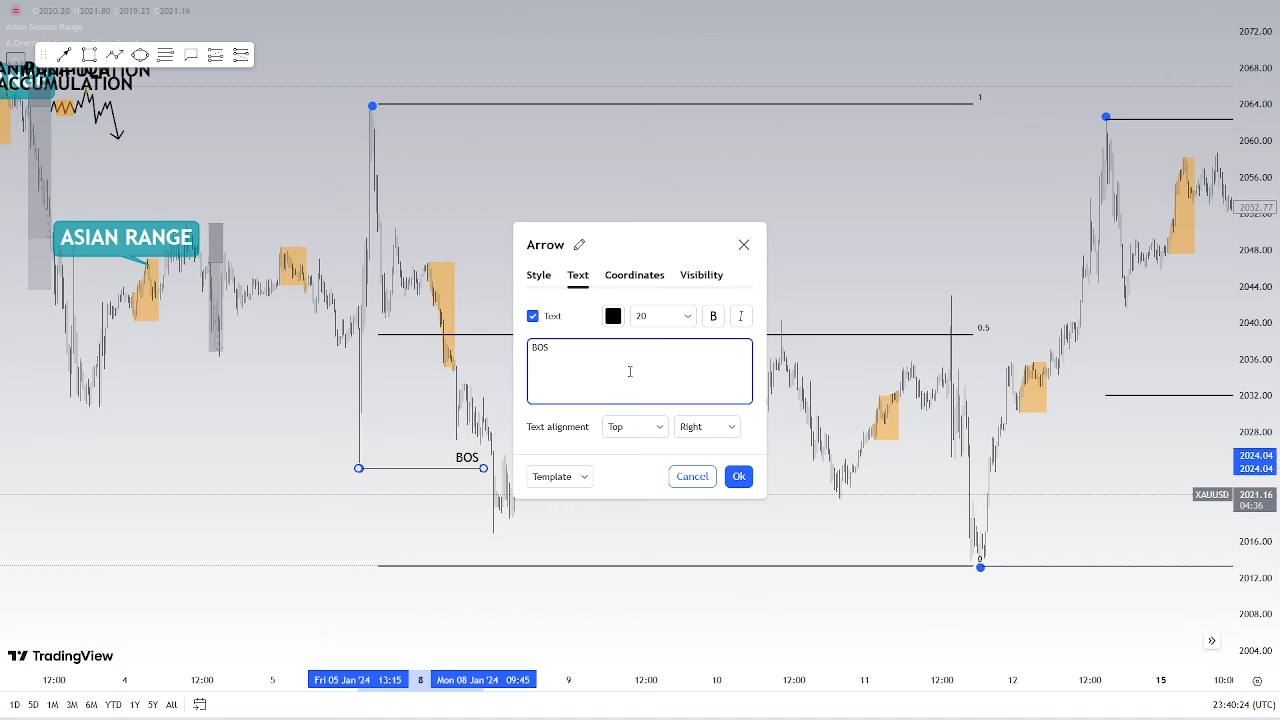 O2020.20 H2021.80 L2019.23 C2021.16
Asian Session Range
MANIPULATION
ACCUMULATION
ASIAN RANGE
1
0.5
0
BOS
Arrow
Style Text Coordinates Visibility
Text 20 B I
BOS
Text alignment Top Right
Template Cancel Ok
2072.00
2068.00
2064.00
2060.00
2056.00
2052.77
2048.00
2044.00
2040.00
2036.00
2032.00
2028.00
2024.04
2024.04
XAUUSD 2021.16
04:36
2016.00
2012.00
2008.00
2004.00
TradingView
12:00 4 12:00 5 Fri 05 Jan '24 13:15 8 Mon 08 Jan '24 09:45 9 12:00 10 12:00 11 12:00 12 12:00 15 10:0
1D 5D 1M 3M 6M YTD 1Y 5Y All 23:40:24 (UTC)